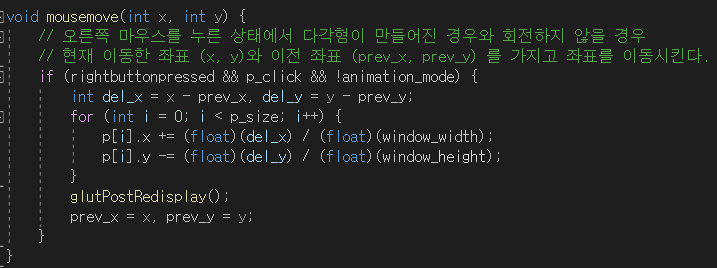 void mousemove(int x, int y) {
// 오른쪽 마우스를 누른 상태에서 다각형이 만들어진 경우와 회전하지 않을 경우
// 현재 이동한 좌표 (x, y)와 이전 좌표 (prev_x, prev_y) 를 가지고 좌표를 이동시킨다.
if (rightbuttonpressed && p_click && !animation_mode) {
int del_x = x - prev_x, del_y = y - prev_y;
for (int i = 0; i < p_size; i++) {
p[i].x += (float)(del_x) / (float)(window_width);
p[i].y -= (float)(del_y) / (float)(window_height);
}
glutPostRedisplay();
prev_x = x, prev_y = y;
}
}